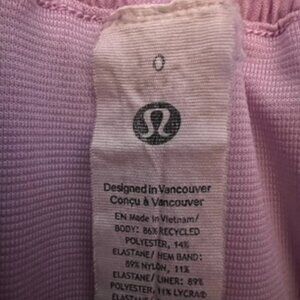 0
Designed in Vancouver
Conçu à Vancouver
EN Made in Vietnam/
BODY: 86% RECYCLED
POLYESTER, 14%
ELASTANE/ HEM BAND:
89% NYLON, 11%
ELASTANE/ LINER: 89%
POLYESTER, 11% LYCRA®